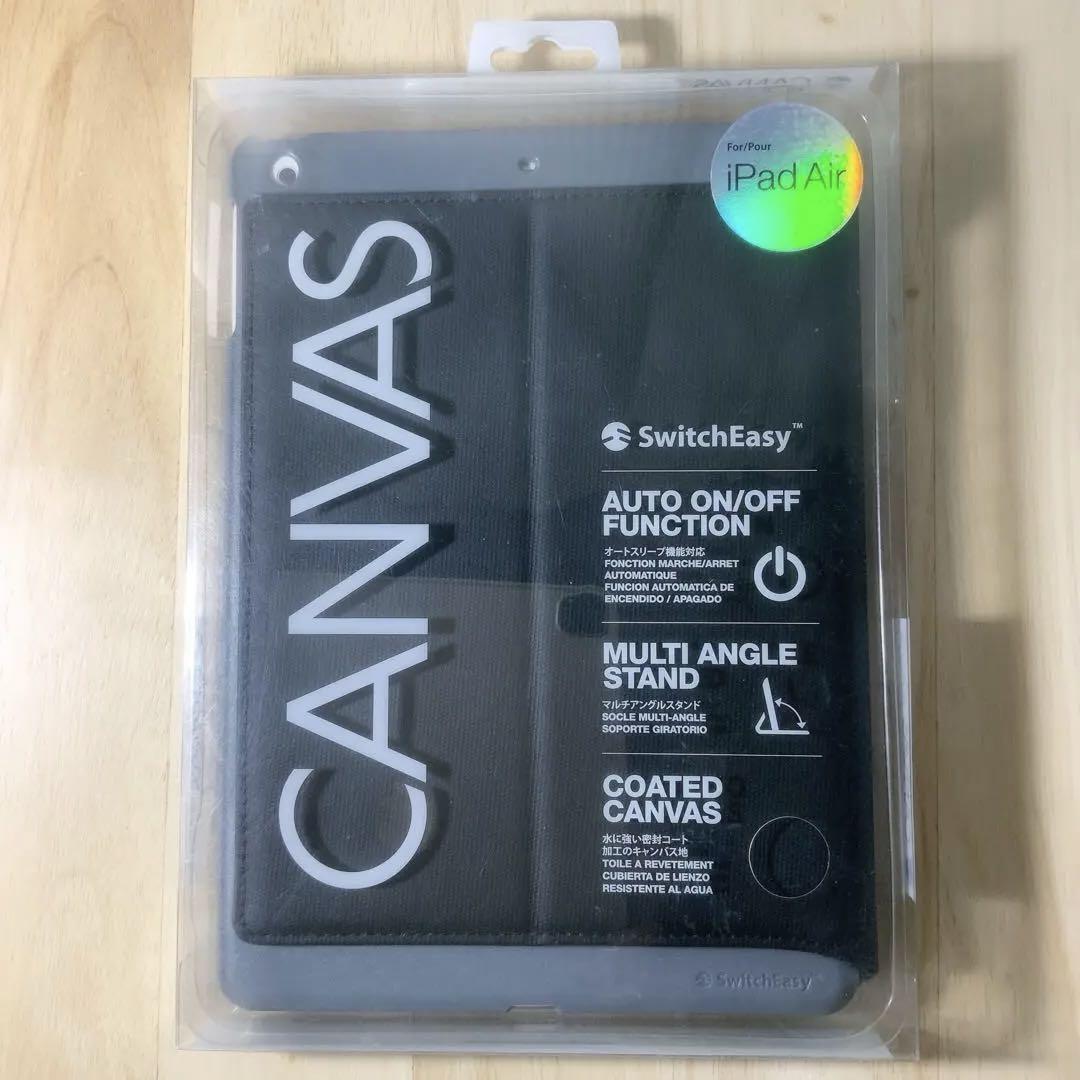 For/Pour
iPad Air
CANVAS
SwitchEasy™
AUTO ON/OFF
FUNCTION
オートスリープ機能対応
FONCTION MARCHE/ARRET
AUTOMATIQUE
FUNCION AUTOMATICA DE
ENCENDIDO / APAGADO
MULTI ANGLE
STAND
マルチアングルスタンド
SOCLE MULTI-ANGLE
SOPORTE GIRATORIO
COATED
CANVAS
水に強い密封コート
加工のキャンバス地
TOILE A REVETEMENT
CUBIERTA DE LIENZO
RESISTENTE AL AGUA
SwitchEasy